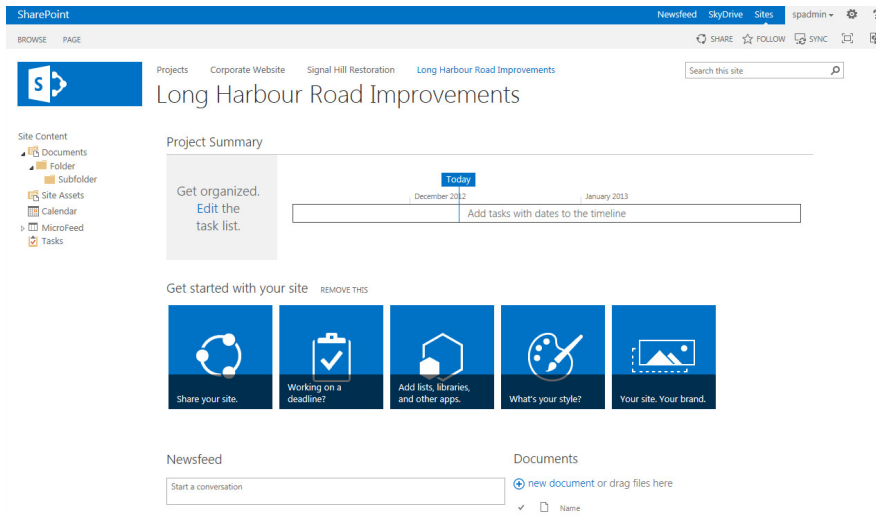 SharePoint
Newsfeed SkyDrive Sites spadmin ?
BROWSE PAGE
SHARE FOLLOW SYNC
S
Projects Corporate Website Signal Hill Restoration Long Harbour Road Improvements
Search this site
Long Harbour Road Improvements
Site Content
Documents
Folder
Subfolder
Site Assets
Calendar
MicroFeed
Tasks
Project Summary
Get organized.
Edit the
task list.
Today
December 2012 January 2013
Add tasks with dates to the timeline
Get started with your site REMOVE THIS
Share your site.
Working on a
deadline?
Add lists, libraries,
and other apps.
What's your style?
Your site. Your brand.
Newsfeed
Start a conversation
Documents
new document or drag files here
Name